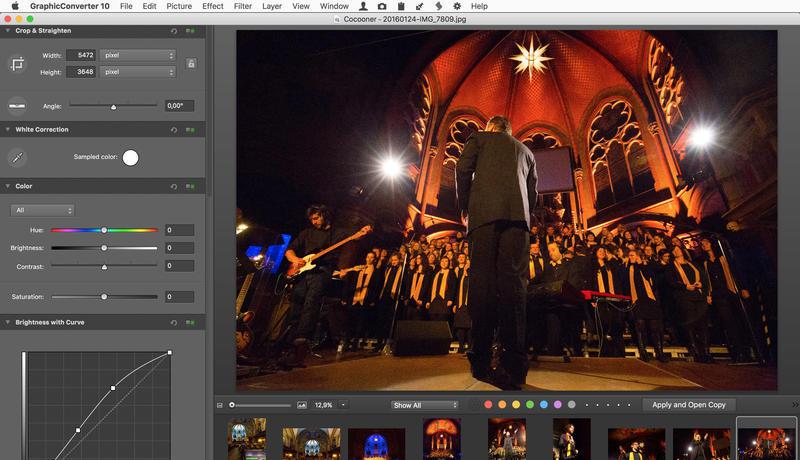 GraphicConverter 10 File Edit Picture Effect Filter Layer View Window Help
Cocooner - 20160124-IMG_7809.jpg
Crop & Straighten
Width: 5472 pixel
Height: 3648 pixel
Angle: 0,00°
White Correction
Sampled color:
Color
All
Hue: 0
Brightness: 0
Contrast: 0
Saturation: 0
Brightness with Curve
12,9% Show All Apply and Open Copy